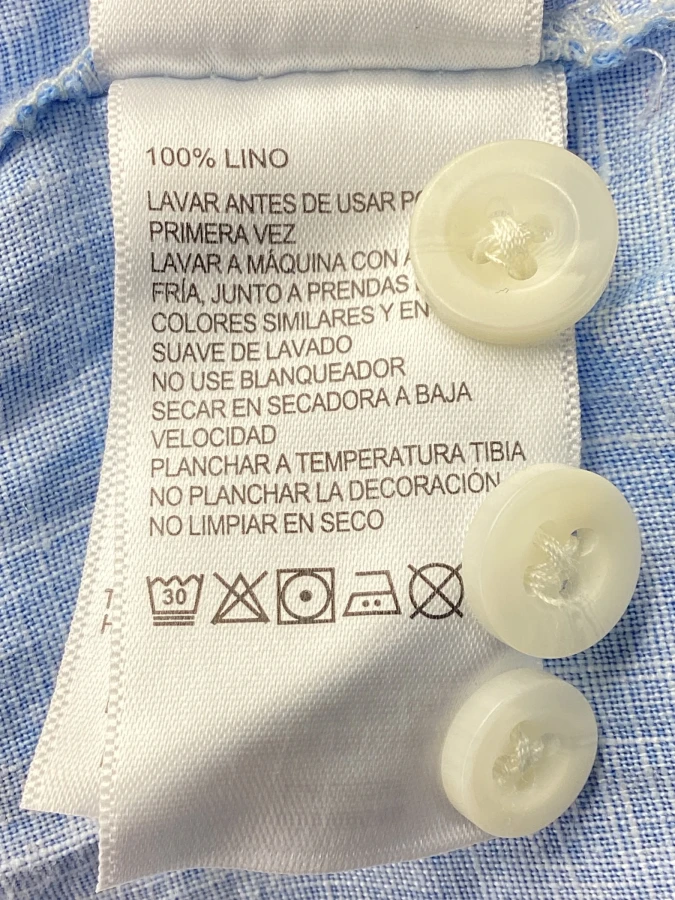 100% LINO
LAVAR ANTES DE USAR
PRIMERA VEZ
LAVAR A MÁQUINA CON
FRÍA, JUNTO A PRENDAS
COLORES SIMILARES Y EN
SUAVE DE LAVADO
NO USE BLANQUEADOR
SECAR EN SECADORA A BAJA
VELOCIDAD
PLANCHAR A TEMPERATURA TIBIA
NO PLANCHAR LA DECORACIÓN
NO LIMPIAR EN SECO
30